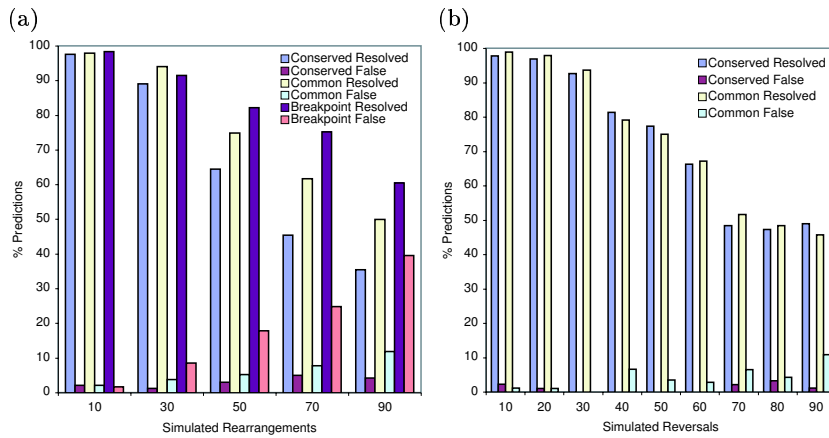 (a)
100
90
80
70
60
50
40
30
20
10
0
% Predictions
Conserved Resolved
Conserved False
Common Resolved
Common False
Breakpoint Resolved
Breakpoint False
10 30 50 70 90
Simulated Rearrangements
(b)
100
90
80
70
60
50
40
30
20
10
0
% Predictions
Conserved Resolved
Conserved False
Common Resolved
Common False
10 20 30 40 50 60 70 80 90
Simulated Reversals